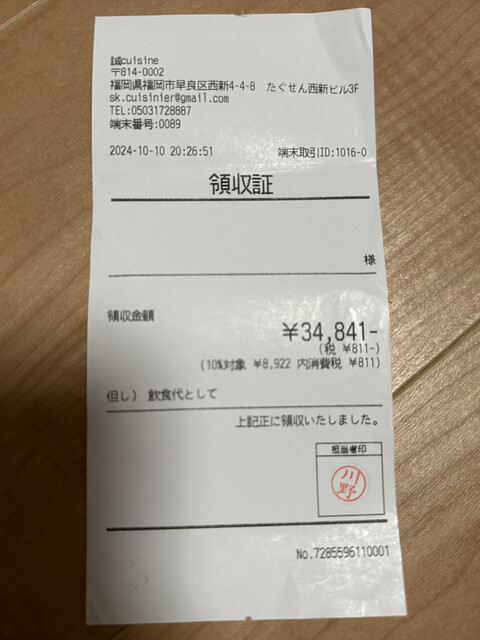 誠cuisine
〒814-0002
福岡県福岡市早良区西新4-4-8 たぐせん西新ビル3F
sk.cuisinier@gmail.com
TEL:05031728887
端末番号:0089
2024-10-10 20:26:51 端末取引ID:1016-0
領収証
様
領収金額
¥34,841-
(税 ¥811-)
(10%対象 ¥8,922 内消費税 ¥811)
但し) 飲食代として
上記正に領収いたしました。
担当者印
川野
No.7285596110001